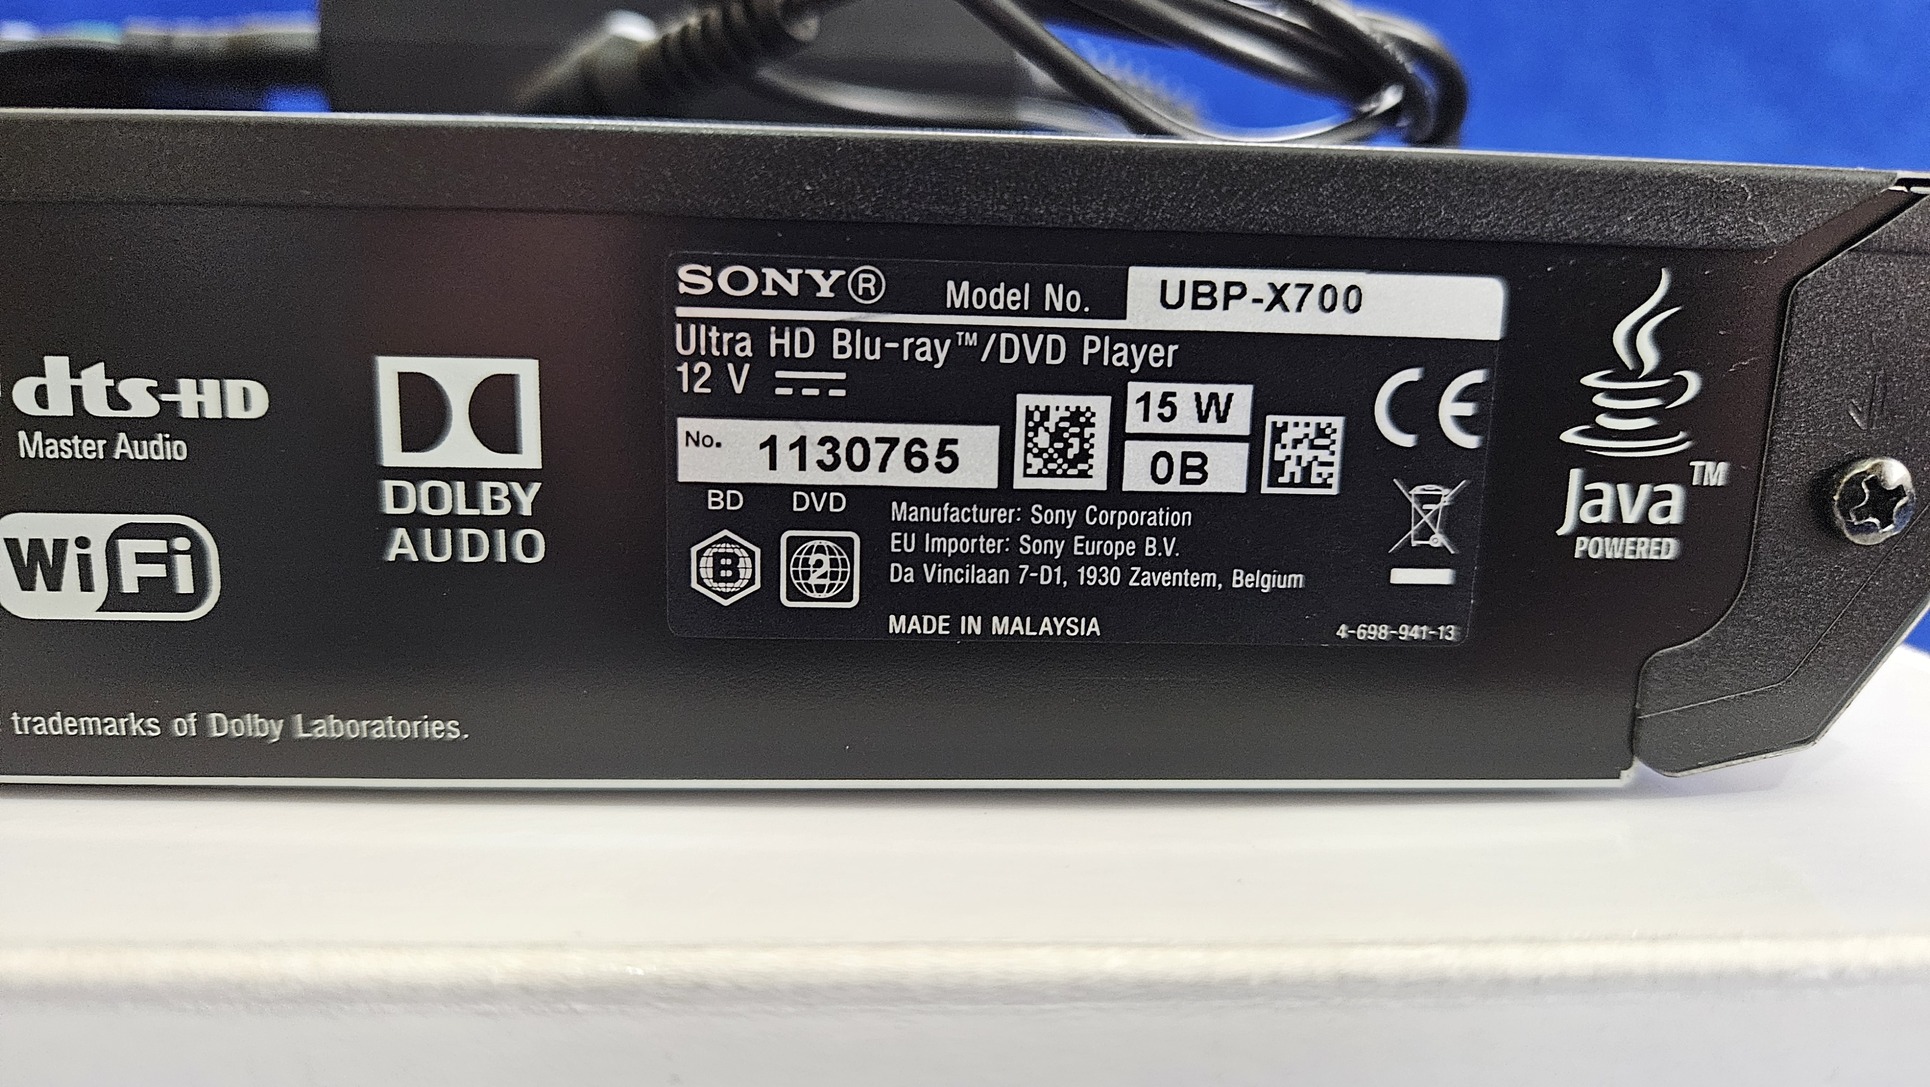 SONY® Model No. UBP-X700
Ultra HD Blu-ray™/DVD Player
12 V
15 W
No. 1130765
0B
BD DVD
B 2
Manufacturer: Sony Corporation
EU Importer: Sony Europe B.V.
Da Vincilaan 7-D1, 1930 Zaventem, Belgium
MADE IN MALAYSIA
4-698-941-13
CE
dts-HD
Master Audio
DOLBY
AUDIO
WiFi
Java™
POWERED
trademarks of Dolby Laboratories.